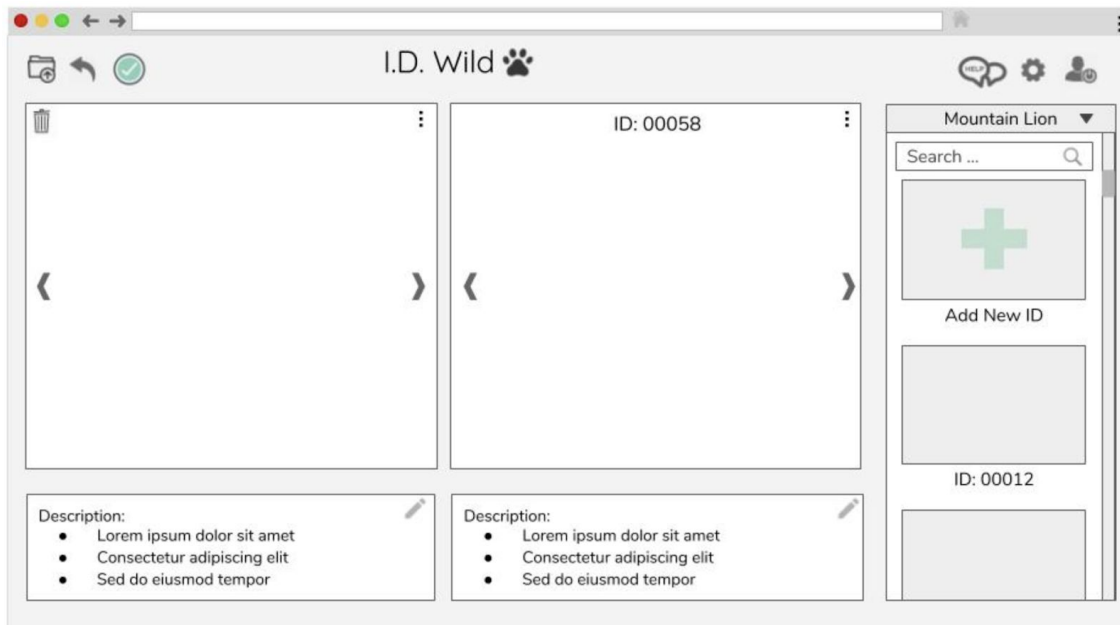 I.D. Wild
HELP
ID: 00058
Mountain Lion
Search ...
Add New ID
ID: 00012
Description:
● Lorem ipsum dolor sit amet
● Consectetur adipiscing elit
● Sed do eiusmod tempor
Description:
● Lorem ipsum dolor sit amet
● Consectetur adipiscing elit
● Sed do eiusmod tempor